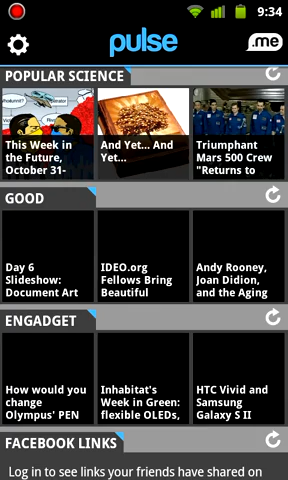 9:34
pulse
.me
POPULAR SCIENCE
This Week in
the Future,
October 31-
And Yet... And
Yet...
Triumphant
Mars 500 Crew
"Returns to
GOOD
Day 6
Slideshow:
Document Art
IDEO.org
Fellows Bring
Beautiful
Andy Rooney,
Joan Didion,
and the Aging
ENGADGET
How would you
change
Olympus' PEN
Inhabitat's
Week in Green:
flexible OLEDs,
HTC Vivid and
Samsung
Galaxy S II
FACEBOOK LINKS
Log in to see links your friends have shared on